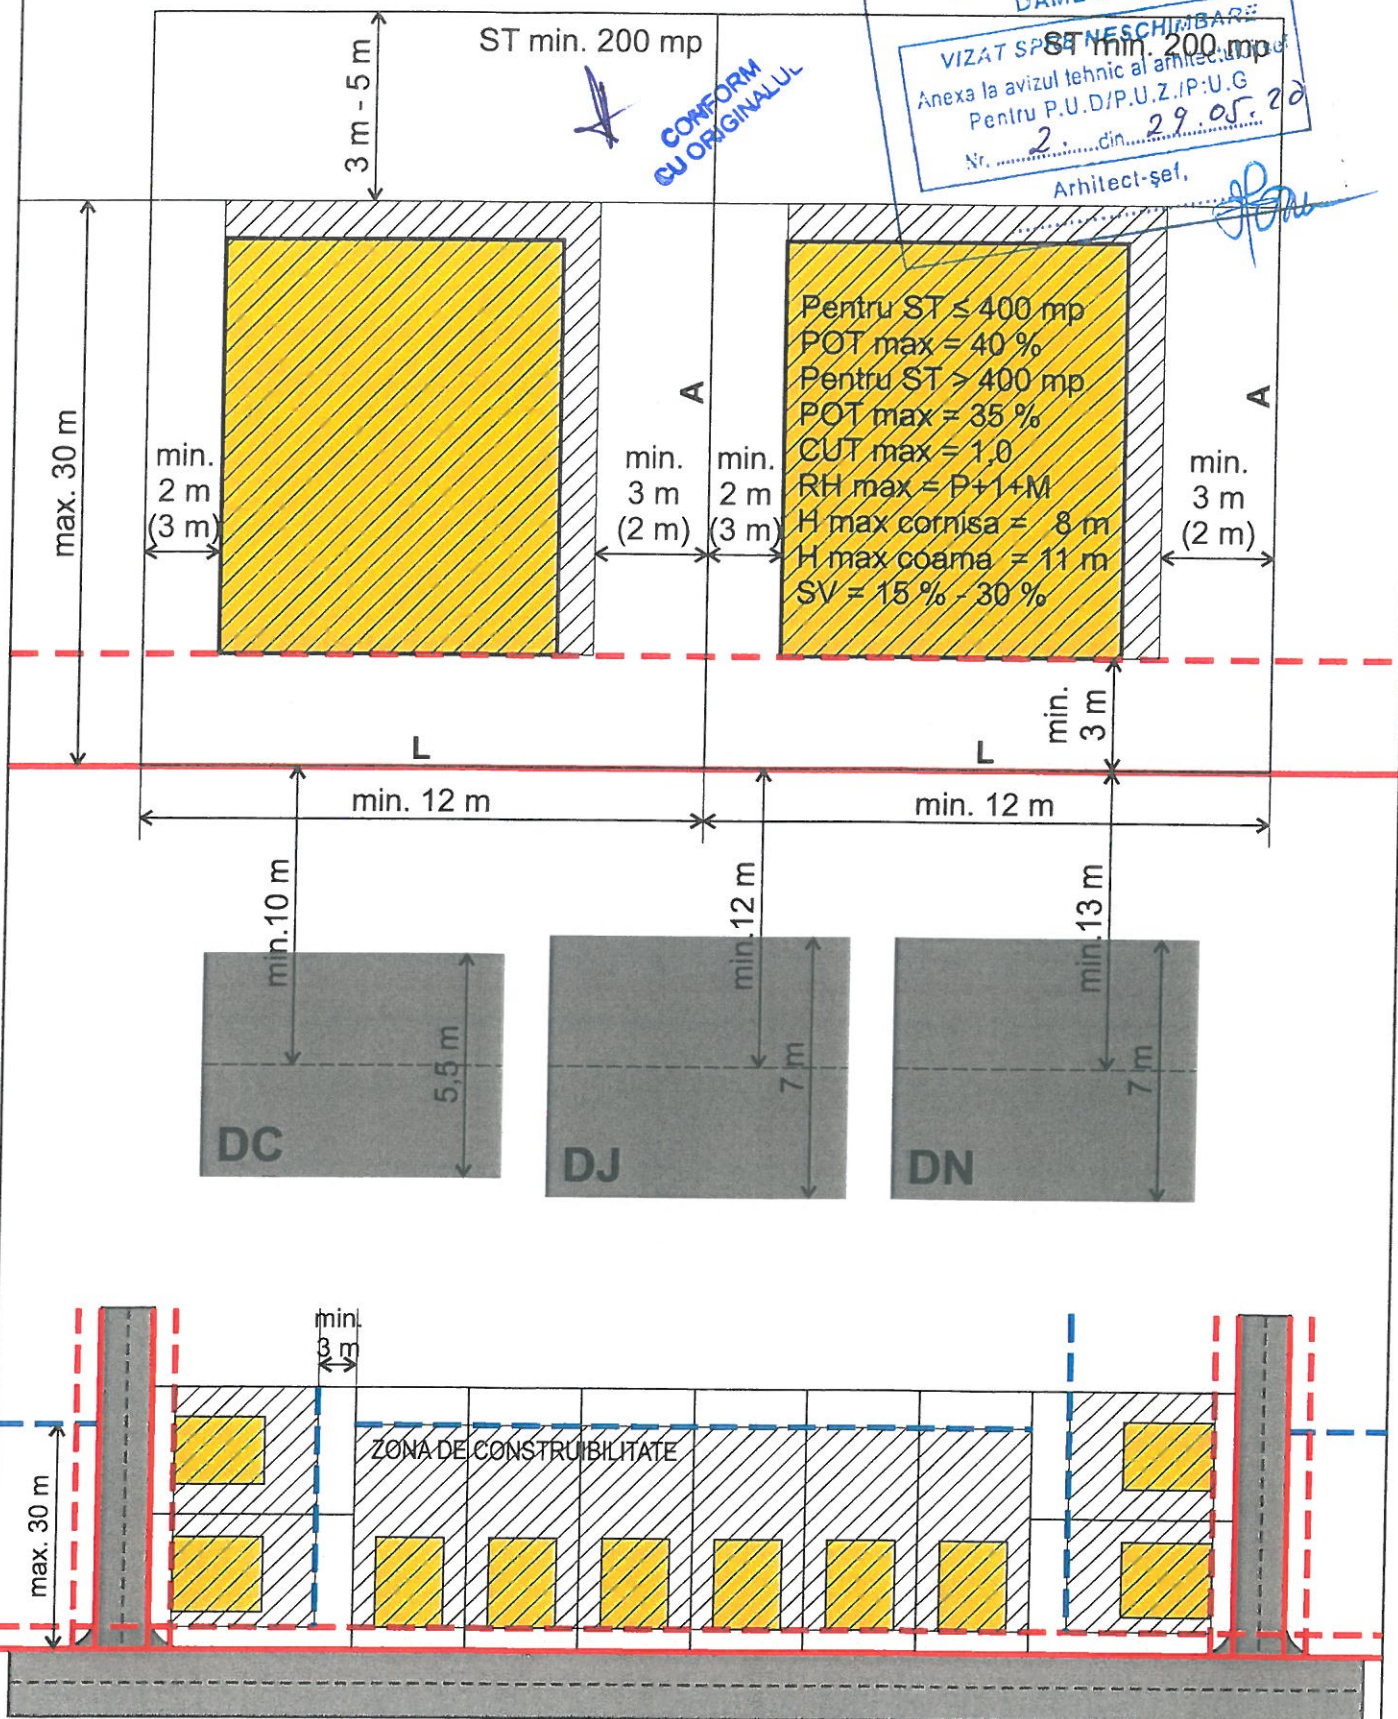 ST min. 200 mp
ST min. 200 mp
VIZAT SPRE NESCHIMBARE
Anexa la avizul tehnic al arhitectului șef
Pentru P.U.D/P.U.Z./P.U.G
Nr. 2. din 29.05.20
Arhitect-șef,
CONFORM
CU ORIGINALUL
3 m - 5 m
max. 30 m
min.
2 m
(3 m)
min.
3 m
(2 m)
A
min.
2 m
(3 m)
Pentru ST ≤ 400 mp
POT max = 40 %
Pentru ST > 400 mp
POT max = 35 %
CUT max = 1,0
RH max = P+1+M
H max cornisa = 8 m
H max coama = 11 m
SV = 15 % - 30 %
A
min.
3 m
(2 m)
min.
3 m
L
L
min. 12 m
min. 12 m
min.10 m
min.12 m
min.13 m
5,5 m
7 m
7 m
DC
DJ
DN
min.
3 m
ZONA DE CONSTRUIBILITATE
max. 30 m